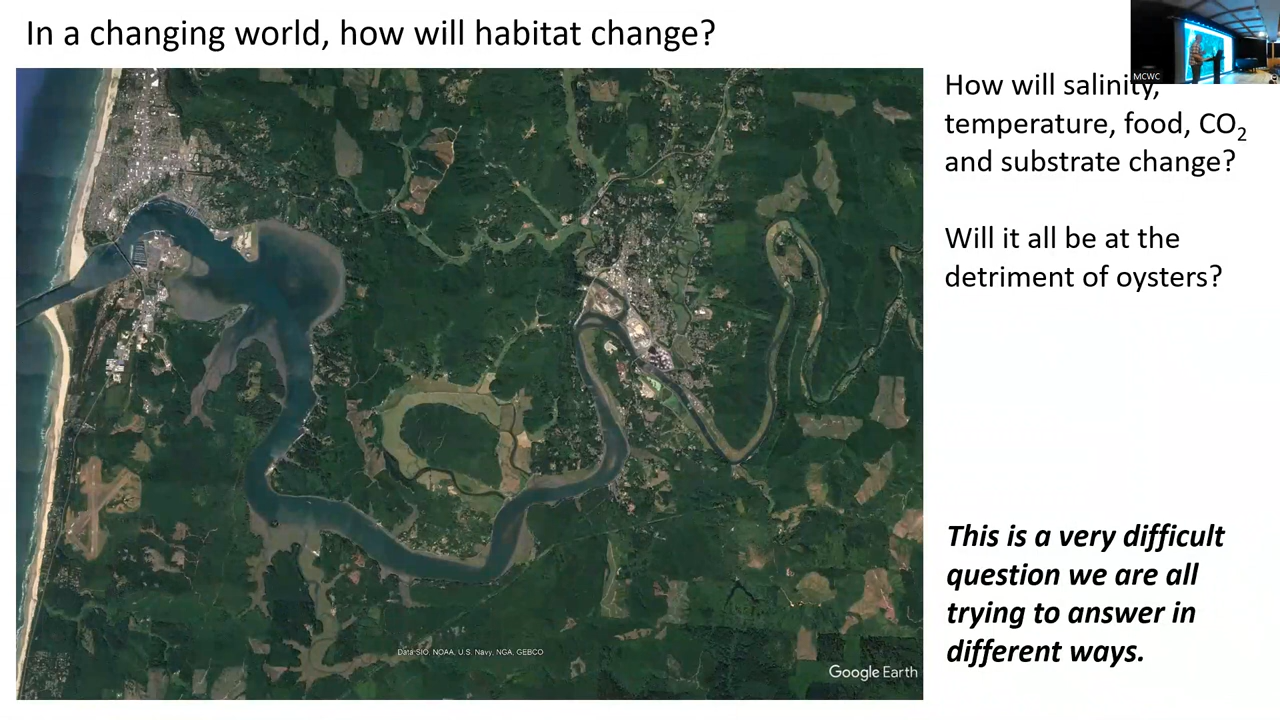 In a changing world, how will habitat change?
MCWC
How will salinity,
temperature, food, CO2
and substrate change?
Will it all be at the
detriment of oysters?
This is a very difficult
question we are all
trying to answer in
different ways.
Data SIO, NOAA, U.S. Navy, NGA, GEBCO
Google Earth